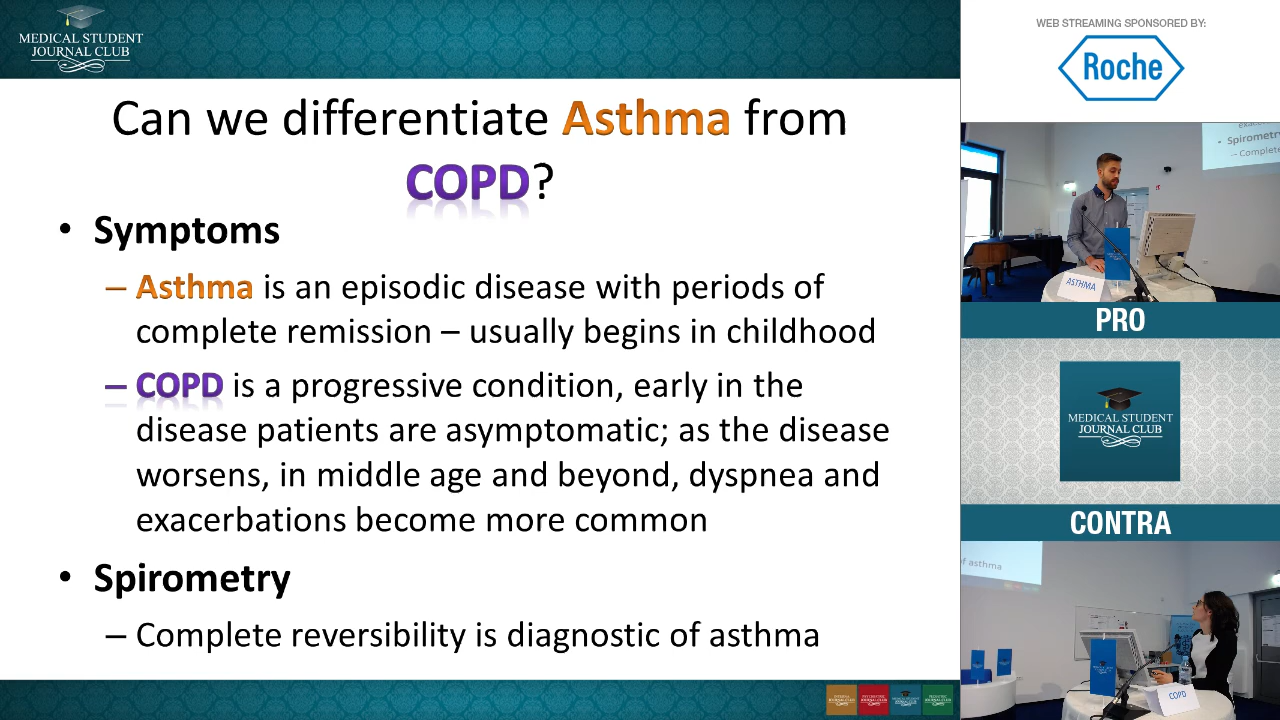 MEDICAL STUDENT
JOURNAL CLUB
Can we differentiate Asthma from
COPD?
• Symptoms
– Asthma is an episodic disease with periods of
complete remission – usually begins in childhood
– COPD is a progressive condition, early in the
disease patients are asymptomatic; as the disease
worsens, in middle age and beyond, dyspnea and
exacerbations become more common
• Spirometry
– Complete reversibility is diagnostic of asthma
WEB STREAMING SPONSORED BY:
Roche
• Spirometry
– Complete
ASTHMA
PRO
MEDICAL STUDENT
JOURNAL CLUB
CONTRA
of asthma
COPD